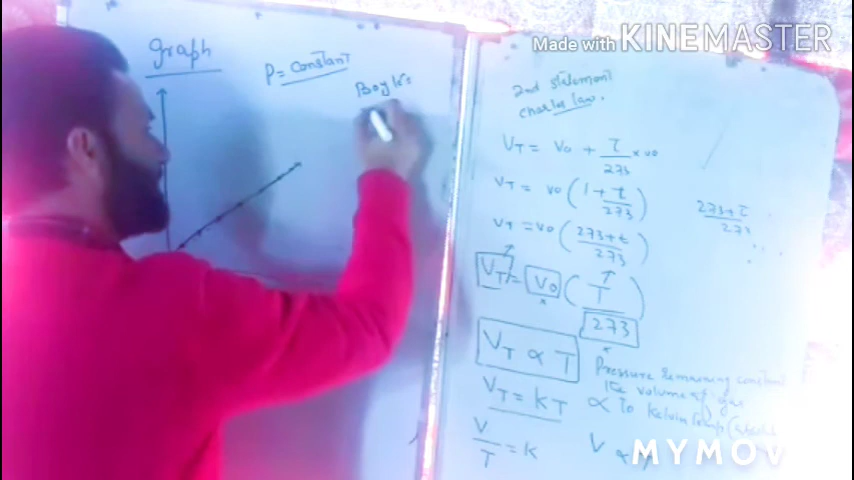 graph
P = Constant
Boyle's
Made with KINEMASTER
2nd statement
Charles law.
VT = V0 + t/273 x v0
VT = v0 ( 1 + t/273 )
VT = v0 ( 273+t/273 )
273+t/273
VT = V0 ( T/273 )
VT ∝ T
Pressure remaining constant
the volume of gas
VT = KT
∝ to Kelvin temp
V/T = K
V ∝
MYMOV